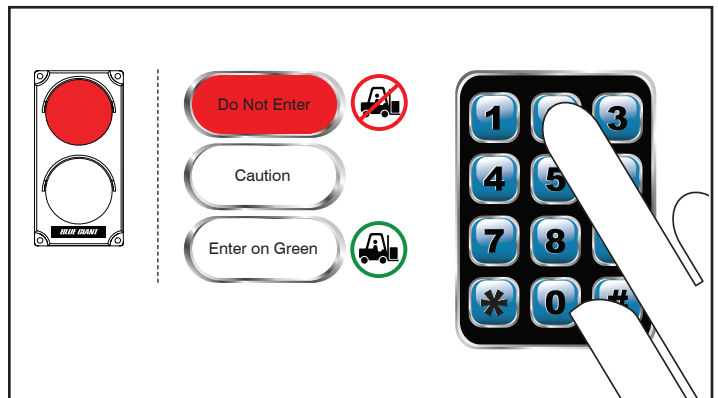 Do Not Enter
Caution
Enter on Green
BLUE GIANT
1 3
4 5
7 8
* 0 #